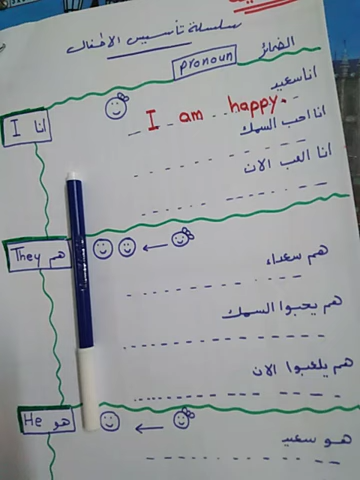 سلسلة تأسيس الاطفال
الضمائر
pronoun
انا سعيد
I am happy.
انا I
انا احب السمك
انا العب الان
They هم
هم سعداء
هم يحبوا السمك
هم يلعبوا الان
He هو
هو سعيد